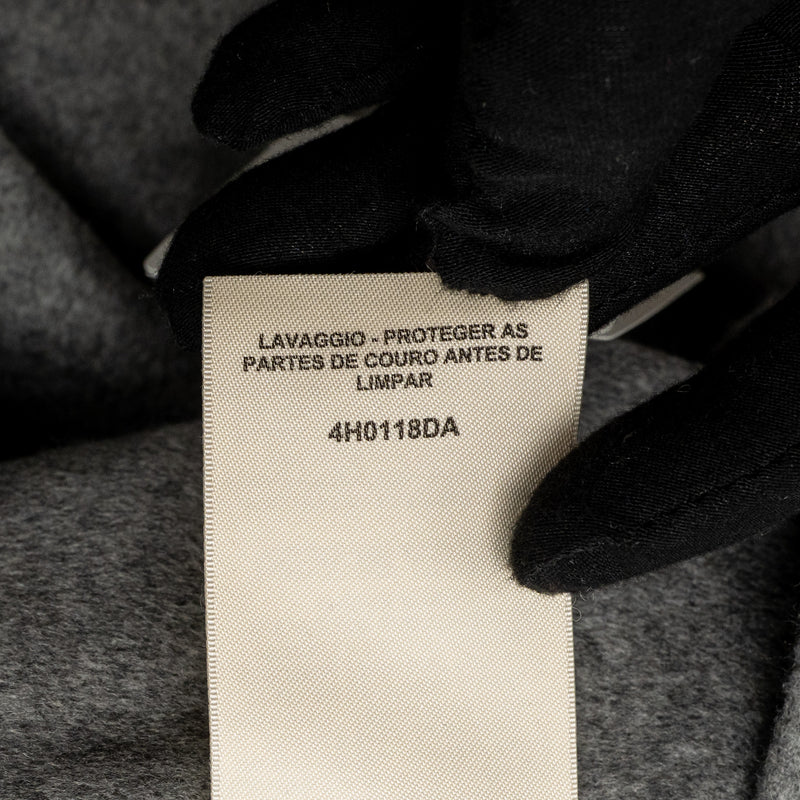 LAVAGGIO - PROTEGER AS
PARTES DE COURO ANTES DE
LIMPAR
4H0118DA